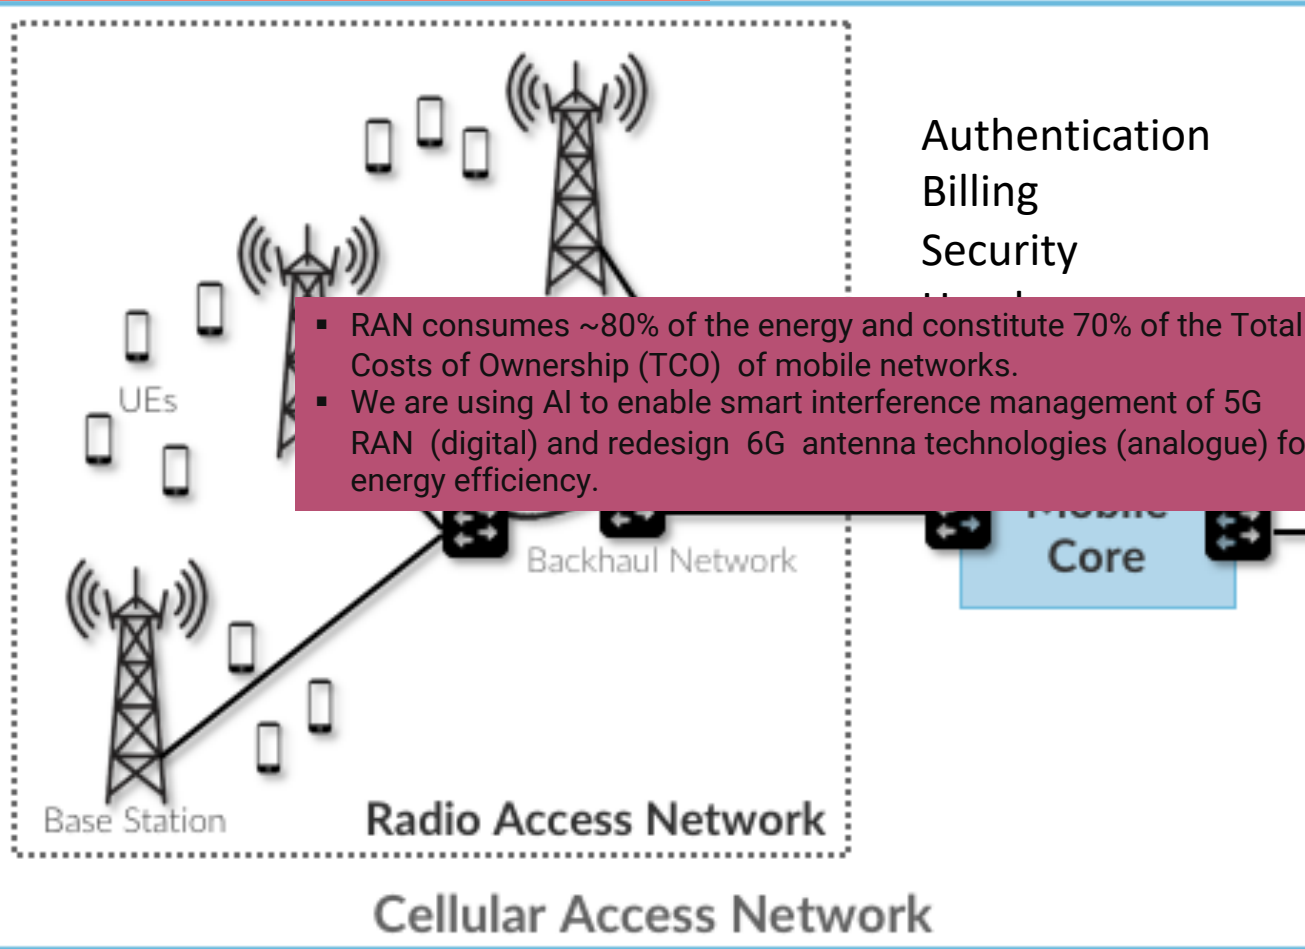 Authentication
Billing
Security
▪ RAN consumes ~80% of the energy and constitute 70% of the Total
Costs of Ownership (TCO) of mobile networks.
▪ We are using AI to enable smart interference management of 5G
RAN (digital) and redesign 6G antenna technologies (analogue) fo
energy efficiency.
UEs
Backhaul Network
Mobile
Core
Base Station
Radio Access Network
Cellular Access Network